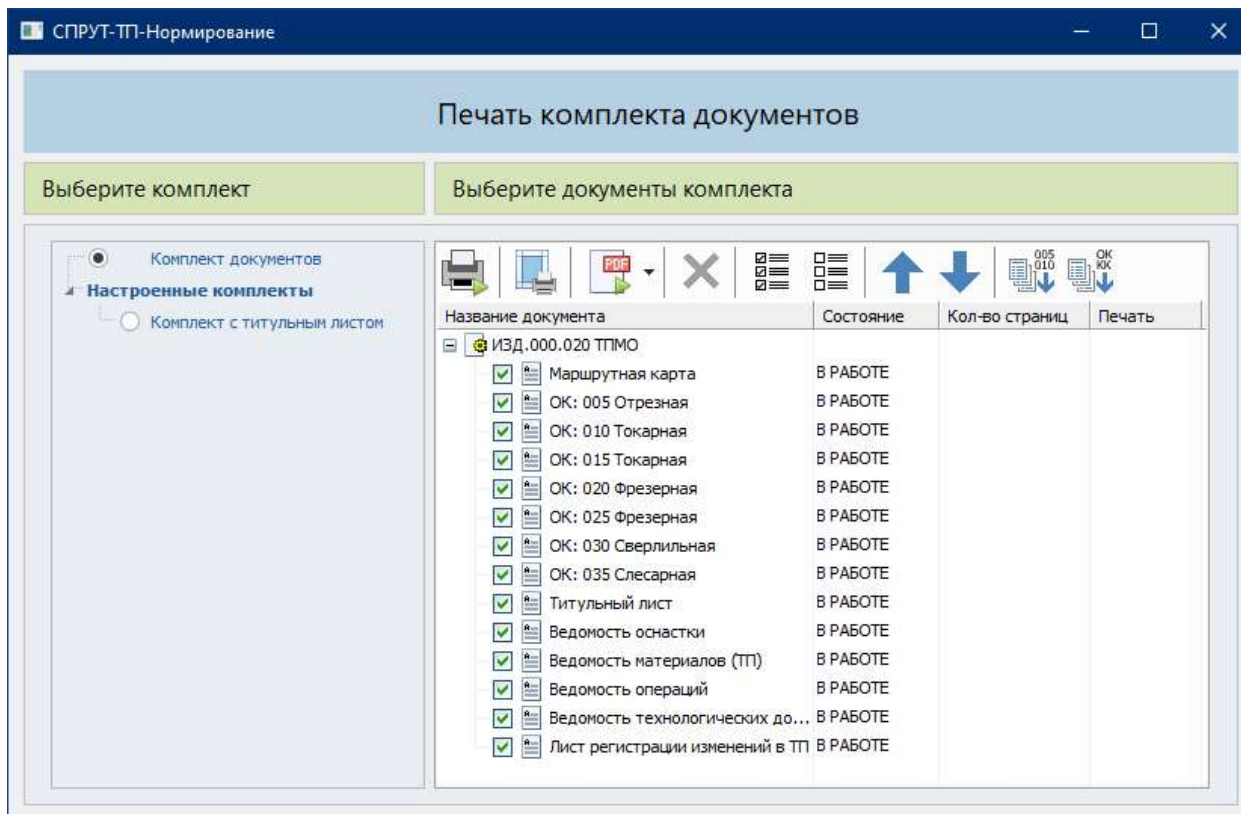 СПРУТ-ТП-Нормирование
Печать комплекта документов
Выберите комплект
Выберите документы комплекта
Комплект документов
Настроенные комплекты
Комплект с титульным листом
PDF
005
010
ОК
КК
Название документа Состояние Кол-во страниц Печать
ИЗД.000.020 ТПМО
Маршрутная карта В РАБОТЕ
ОК: 005 Отрезная В РАБОТЕ
ОК: 010 Токарная В РАБОТЕ
ОК: 015 Токарная В РАБОТЕ
ОК: 020 Фрезерная В РАБОТЕ
ОК: 025 Фрезерная В РАБОТЕ
ОК: 030 Сверлильная В РАБОТЕ
ОК: 035 Слесарная В РАБОТЕ
Титульный лист В РАБОТЕ
Ведомость оснастки В РАБОТЕ
Ведомость материалов (ТП) В РАБОТЕ
Ведомость операций В РАБОТЕ
Ведомость технологических до... В РАБОТЕ
Лист регистрации изменений в ТП В РАБОТЕ